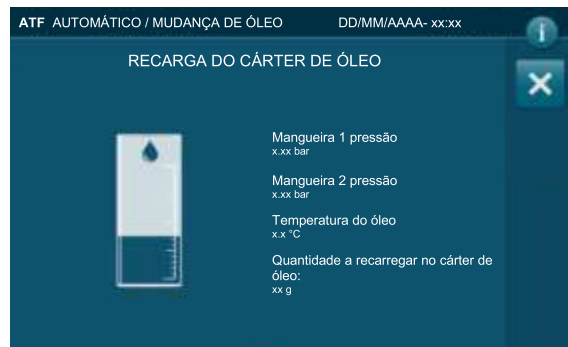 ATF AUTOMÁTICO / MUDANÇA DE ÓLEO DD/MM/AAAA- xx:xx
RECARGA DO CÁRTER DE ÓLEO
Mangueira 1 pressão
x.xx bar
Mangueira 2 pressão
x.xx bar
Temperatura do óleo
x.x °C
Quantidade a recarregar no cárter de
óleo:
xx g